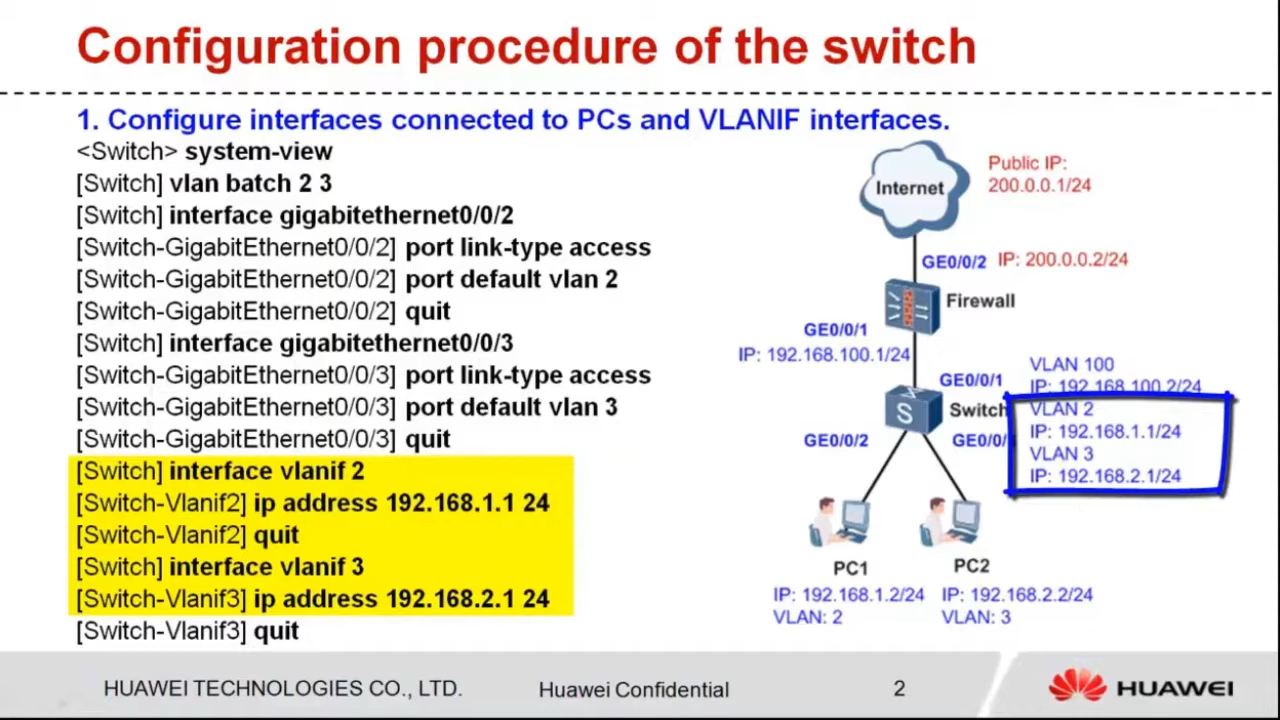 Configuration procedure of the switch
1. Configure interfaces connected to PCs and VLANIF interfaces.
<Switch> system-view
[Switch] vlan batch 2 3
[Switch] interface gigabitethernet0/0/2
[Switch-GigabitEthernet0/0/2] port link-type access
[Switch-GigabitEthernet0/0/2] port default vlan 2
[Switch-GigabitEthernet0/0/2] quit
[Switch] interface gigabitethernet0/0/3
[Switch-GigabitEthernet0/0/3] port link-type access
[Switch-GigabitEthernet0/0/3] port default vlan 3
[Switch-GigabitEthernet0/0/3] quit
[Switch] interface vlanif 2
[Switch-Vlanif2] ip address 192.168.1.1 24
[Switch-Vlanif2] quit
[Switch] interface vlanif 3
[Switch-Vlanif3] ip address 192.168.2.1 24
[Switch-Vlanif3] quit
Internet
Public IP:
200.0.0.1/24
GE0/0/2
IP: 200.0.0.2/24
Firewall
GE0/0/1
IP: 192.168.100.1/24
GE0/0/1
VLAN 100
IP: 192.168.100.2/24
S
Switch
VLAN 2
IP: 192.168.1.1/24
VLAN 3
IP: 192.168.2.1/24
GE0/0/2
GE0/0/
PC1
IP: 192.168.1.2/24
VLAN: 2
PC2
IP: 192.168.2.2/24
VLAN: 3
HUAWEI TECHNOLOGIES CO., LTD.
Huawei Confidential
2
HUAWEI